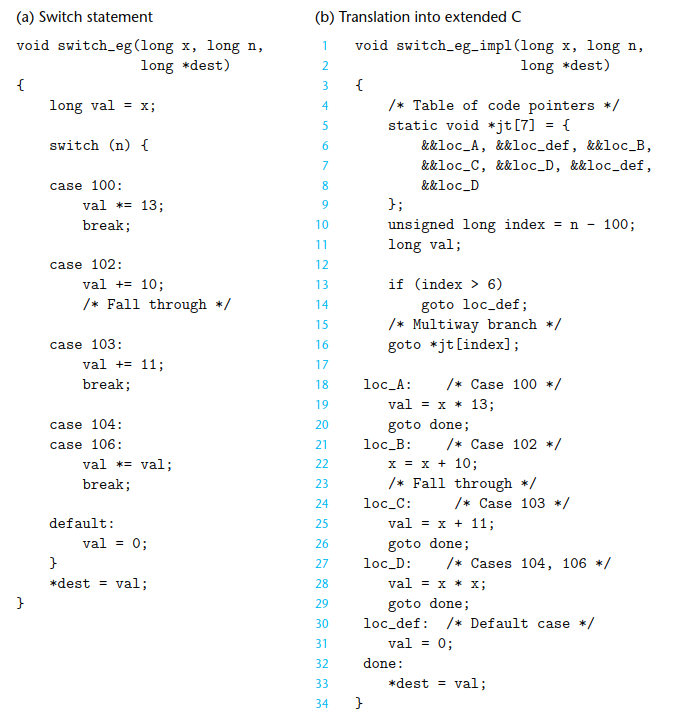 (a) Switch statement
void switch_eg(long x, long n,
               long *dest)
{
    long val = x;

    switch (n) {

    case 100:
        val *= 13;
        break;

    case 102:
        val += 10;
        /* Fall through */

    case 103:
        val += 11;
        break;

    case 104:
    case 106:
        val *= val;
        break;

    default:
        val = 0;
    }
    *dest = val;
}
(b) Translation into extended C
1   void switch_eg_impl(long x, long n,
2                       long *dest)
3   {
4       /* Table of code pointers */
5       static void *jt[7] = {
6           &&loc_A, &&loc_def, &&loc_B,
7           &&loc_C, &&loc_D, &&loc_def,
8           &&loc_D
9       };
10      unsigned long index = n - 100;
11      long val;
12
13      if (index > 6)
14          goto loc_def;
15      /* Multiway branch */
16      goto *jt[index];
17
18   loc_A:    /* Case 100 */
19      val = x * 13;
20      goto done;
21   loc_B:    /* Case 102 */
22      x = x + 10;
23      /* Fall through */
24   loc_C:     /* Case 103 */
25      val = x + 11;
26      goto done;
27   loc_D:    /* Cases 104, 106 */
28      val = x * x;
29      goto done;
30   loc_def:  /* Default case */
31      val = 0;
32   done:
33      *dest = val;
34  }